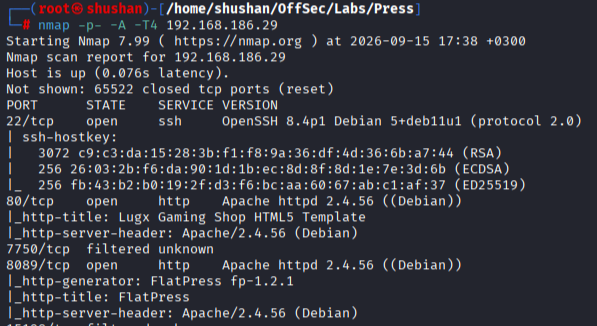 ┌──(root㉿shushan)-[/home/shushan/OffSec/Labs/Press]
└─# nmap -p- -A -T4 192.168.186.29
Starting Nmap 7.99 ( https://nmap.org ) at 2026-09-15 17:38 +0300
Nmap scan report for 192.168.186.29
Host is up (0.076s latency).
Not shown: 65522 closed tcp ports (reset)
PORT      STATE    SERVICE VERSION
22/tcp    open     ssh     OpenSSH 8.4p1 Debian 5+deb11u1 (protocol 2.0)
| ssh-hostkey:
|   3072 c9:c3:da:15:28:3b:f1:f8:9a:36:df:4d:36:6b:a7:44 (RSA)
|   256 26:03:2b:f6:da:90:1d:1b:ec:8d:8f:8d:1e:7e:3d:6b (ECDSA)
|_  256 fb:43:b2:b0:19:2f:d3:f6:bc:aa:60:67:ab:c1:af:37 (ED25519)
80/tcp    open     http    Apache httpd 2.4.56 ((Debian))
|_http-title: Lugx Gaming Shop HTML5 Template
|_http-server-header: Apache/2.4.56 (Debian)
7750/tcp  filtered unknown
8089/tcp  open     http    Apache httpd 2.4.56 ((Debian))
|_http-generator: FlatPress fp-1.2.1
|_http-title: FlatPress
|_http-server-header: Apache/2.4.56 (Debian)